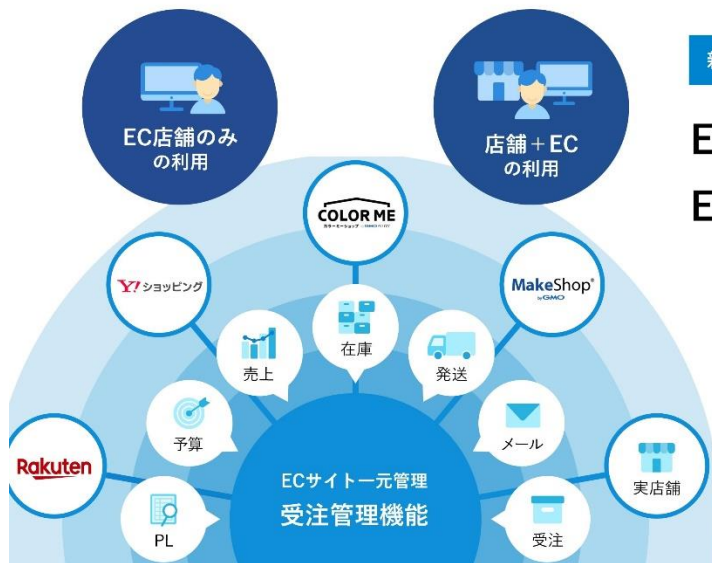 EC店舗のみ
の利用
店舗＋EC
の利用
新
E
E
COLOR ME
Y!ショッピング
MakeShop®
byGMO
在庫
売上
発送
予算
メール
Rakuten
ECサイト一元管理
受注管理機能
実店舗
PL
受注